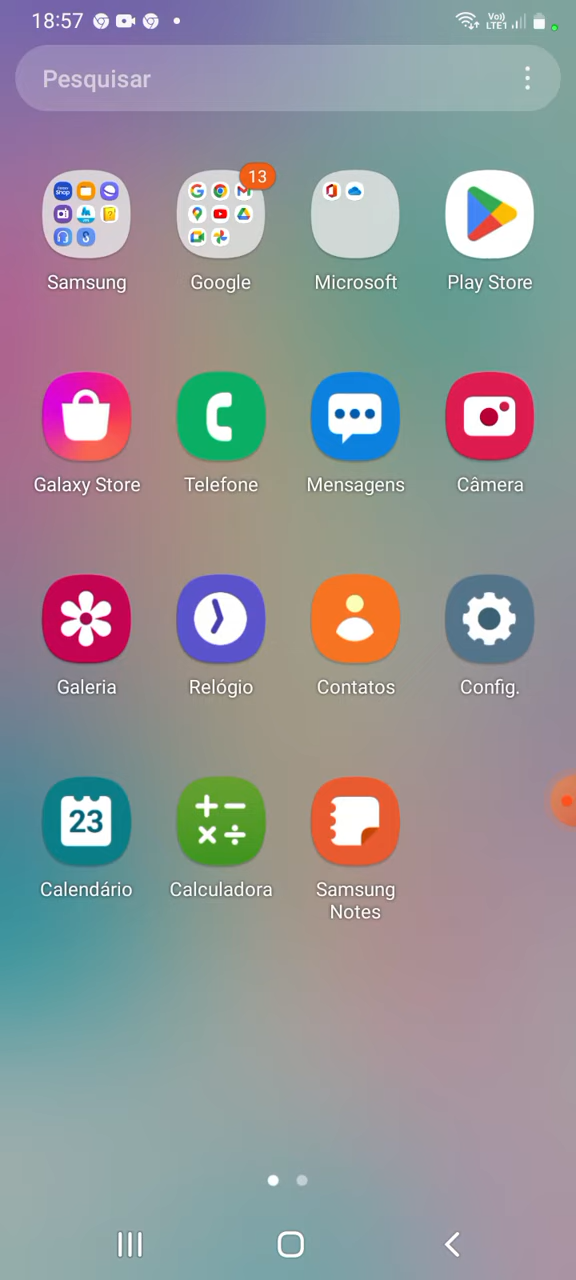 18:57
Pesquisar
13
Samsung
Google
Microsoft
Play Store
Galaxy Store
Telefone
Mensagens
Câmera
Galeria
Relógio
Contatos
Config.
23
Calendário
Calculadora
Samsung
Notes